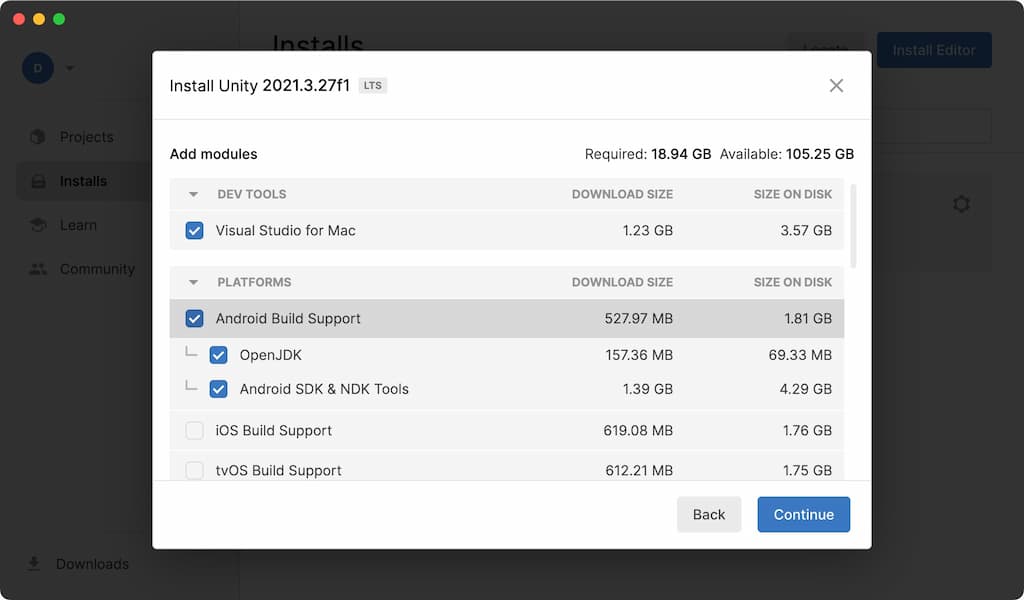 Installs
Locate
Install Editor
D
Projects
Installs
Learn
Community
Downloads
Install Unity 2021.3.27f1 LTS
Add modules
Required: 18.94 GB Available: 105.25 GB
DEV TOOLS DOWNLOAD SIZE SIZE ON DISK
Visual Studio for Mac 1.23 GB 3.57 GB
PLATFORMS DOWNLOAD SIZE SIZE ON DISK
Android Build Support 527.97 MB 1.81 GB
OpenJDK 157.36 MB 69.33 MB
Android SDK & NDK Tools 1.39 GB 4.29 GB
iOS Build Support 619.08 MB 1.76 GB
tvOS Build Support 612.21 MB 1.75 GB
Back Continue